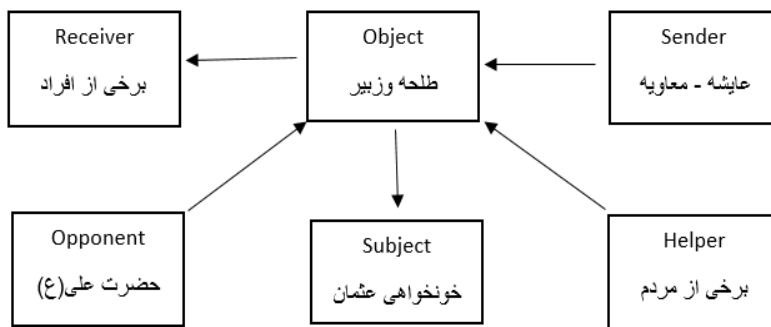 Receiver
برخی از افراد
Object
طلحه وزبیر
Sender
عایشه - معاویه
Opponent
حضرت علی(ع)
Subject
خونخواهی عثمان
Helper
برخی از مردم